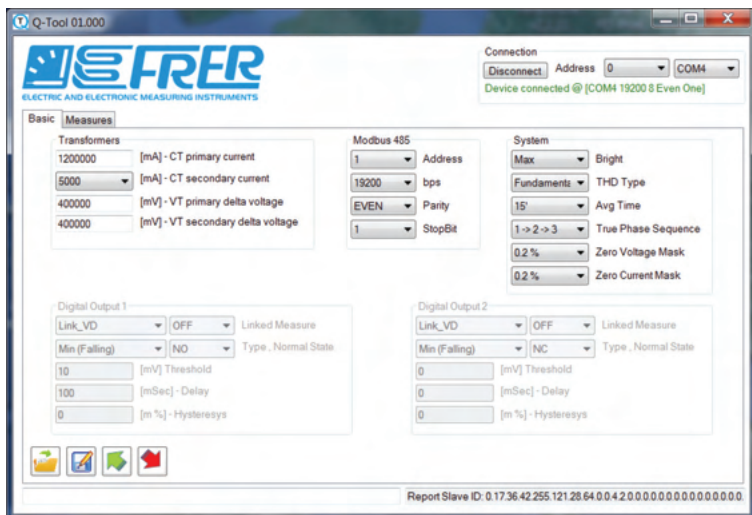 Q-Tool 01.000
FRER
ELECTRIC AND ELECTRONIC MEASURING INSTRUMENTS
Connection
Disconnect Address 0 COM4
Device connected @ [COM4 19200 8 Even One]
Basic Measures
Transformers
1200000 [mA] - CT primary current
5000 [mA] - CT secondary current
400000 [mV] - VT primary delta voltage
400000 [mV] - VT secondary delta voltage
Modbus 485
1 Address
19200 bps
EVEN Parity
1 StopBit
System
Max Bright
Fundamenta THD Type
15' Avg Time
1 -> 2 -> 3 True Phase Sequence
0.2 % Zero Voltage Mask
0.2 % Zero Current Mask
Digital Output 1
Link_VD OFF Linked Measure
Min (Falling) NO Type , Normal State
10 [mV] Threshold
100 [mSec] - Delay
0 [m %] - Hysteresys
Digital Output 2
Link_VD OFF Linked Measure
Min (Falling) NC Type , Normal State
0 [mV] Threshold
0 [mSec] - Delay
0 [m %] - Hysteresys
Report Slave ID: 0.17.36.42.255.121.28.64.0.0.4.2.0.0.0.0.0.0.0.0.0.0.0.0.0.0.